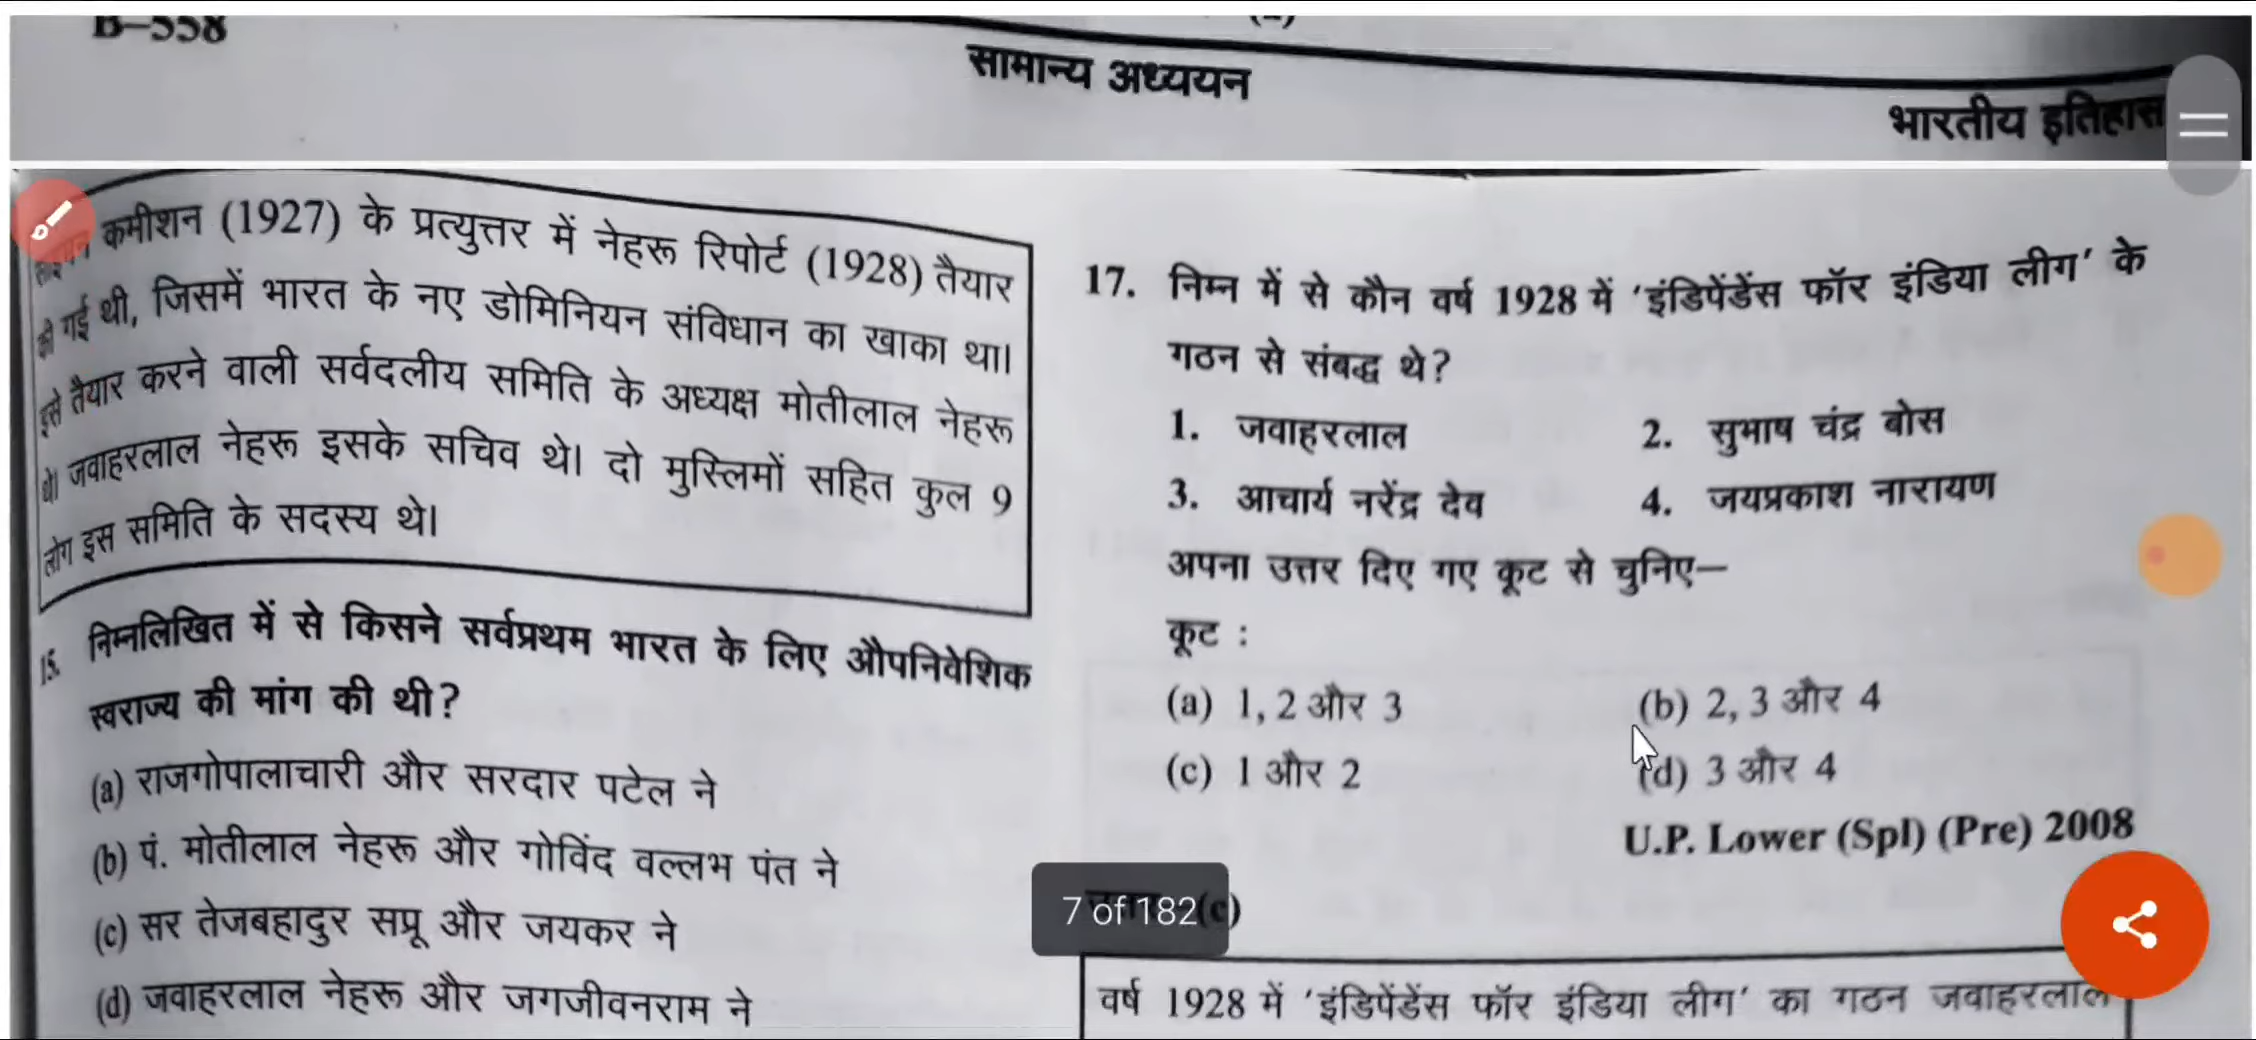 B-558
सामान्य अध्ययन
भारतीय इतिहास
कमीशन (1927) के प्रत्युत्तर में नेहरू रिपोर्ट (1928) तैयार
की गई थी, जिसमें भारत के नए डोमिनियन संविधान का खाका था।
इसे तैयार करने वाली सर्वदलीय समिति के अध्यक्ष मोतीलाल नेहरू
थे। जवाहरलाल नेहरू इसके सचिव थे। दो मुस्लिमों सहित कुल 9
लोग इस समिति के सदस्य थे।
15. निम्नलिखित में से किसने सर्वप्रथम भारत के लिए औपनिवेशिक
स्वराज्य की मांग की थी?
(a) राजगोपालाचारी और सरदार पटेल ने
(b) पं. मोतीलाल नेहरू और गोविंद वल्लभ पंत ने
(c) सर तेजबहादुर सप्रू और जयकर ने
(d) जवाहरलाल नेहरू और जगजीवनराम ने
17. निम्न में से कौन वर्ष 1928 में 'इंडिपेंडेंस फॉर इंडिया लीग' के
गठन से संबद्ध थे?
1. जवाहरलाल 2. सुभाष चंद्र बोस
3. आचार्य नरेंद्र देव 4. जयप्रकाश नारायण
अपना उत्तर दिए गए कूट से चुनिए—
कूट :
(a) 1, 2 और 3 (b) 2, 3 और 4
(c) 1 और 2 (d) 3 और 4
U.P. Lower (Spl) (Pre) 2008
(c)
7 of 182
वर्ष 1928 में 'इंडिपेंडेंस फॉर इंडिया लीग' का गठन जवाहरलाल